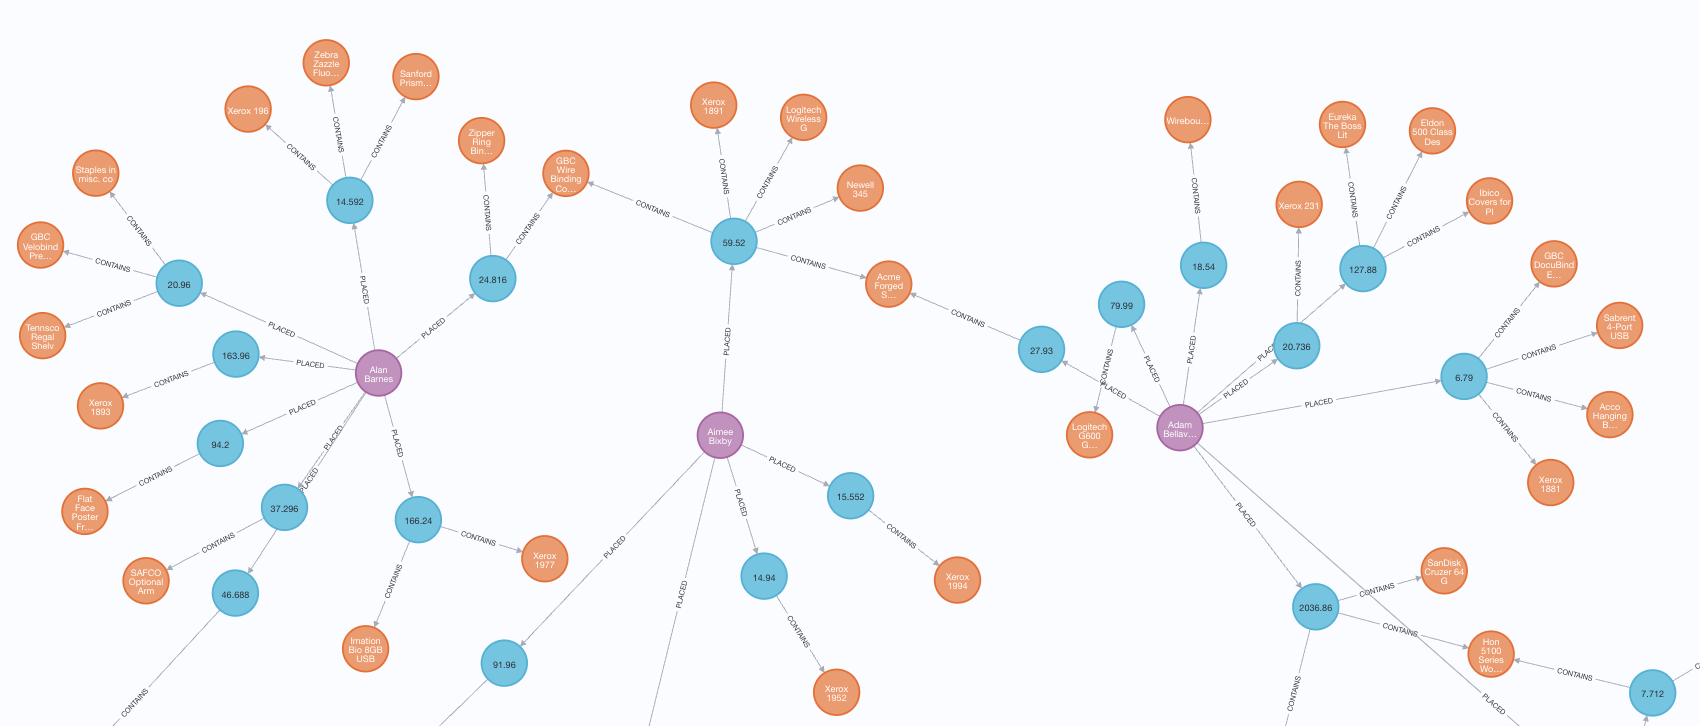 Zebra
Zazzle
Fluo...
Sanford
Prism...
Xerox 196
CONTAINS
CONTAINS
CONTAINS
Zipper
Ring
Bin...
GBC
Wire
Binding
Co...
Staples in
misc. co
14.592
CONTAINS
CONTAINS
CONTAINS
GBC
Velobind
Pre...
CONTAINS
20.96
24.816
CONTAINS
Tennsco
Regal
Shelv
PLACED
PLACED
PLACED
163.96
PLACED
Alan
Barnes
CONTAINS
Xerox
1893
PLACED
94.2
PLACED
PLACED
PLACED
CONTAINS
Flat
Face
Poster
Fr...
37.296
166.24
CONTAINS
CONTAINS
Xerox
1977
SAFCO
Optional
Arm
46.688
CONTAINS
Imation
Bio 8GB
USB
CONTAINS
Xerox
1891
Logitech
Wireless
G
CONTAINS
CONTAINS
Newell
345
CONTAINS
CONTAINS
59.52
CONTAINS
Acme
Forged
S...
PLACED
Aimee
Bixby
PLACED
15.552
PLACED
CONTAINS
PLACED
14.94
Xerox
1994
PLACED
CONTAINS
91.96
Xerox
1952
Wirebou...
Eureka
The Boss
Lit
Eldon
500 Class
Des
CONTAINS
CONTAINS
CONTAINS
Xerox 231
Ibico
Covers for
Pl
CONTAINS
18.54
127.88
CONTAINS
GBC
DocuBind
E...
79.99
CONTAINS
27.93
CONTAINS
PLACED
PLACED
20.736
CONTAINS
Sabrent
4-Port
USB
CONTAINS
PLACED
PLACED
6.79
CONTAINS
PLACED
Acco
Hanging
B...
Logitech
G600
G...
Adam
Bellav...
CONTAINS
Xerox
1881
PLACED
SanDisk
Cruzer 64
G
CONTAINS
2036.86
CONTAINS
Hon
5100
Series
Wo...
CONTAINS
7.712
CONTAINS
PLACED